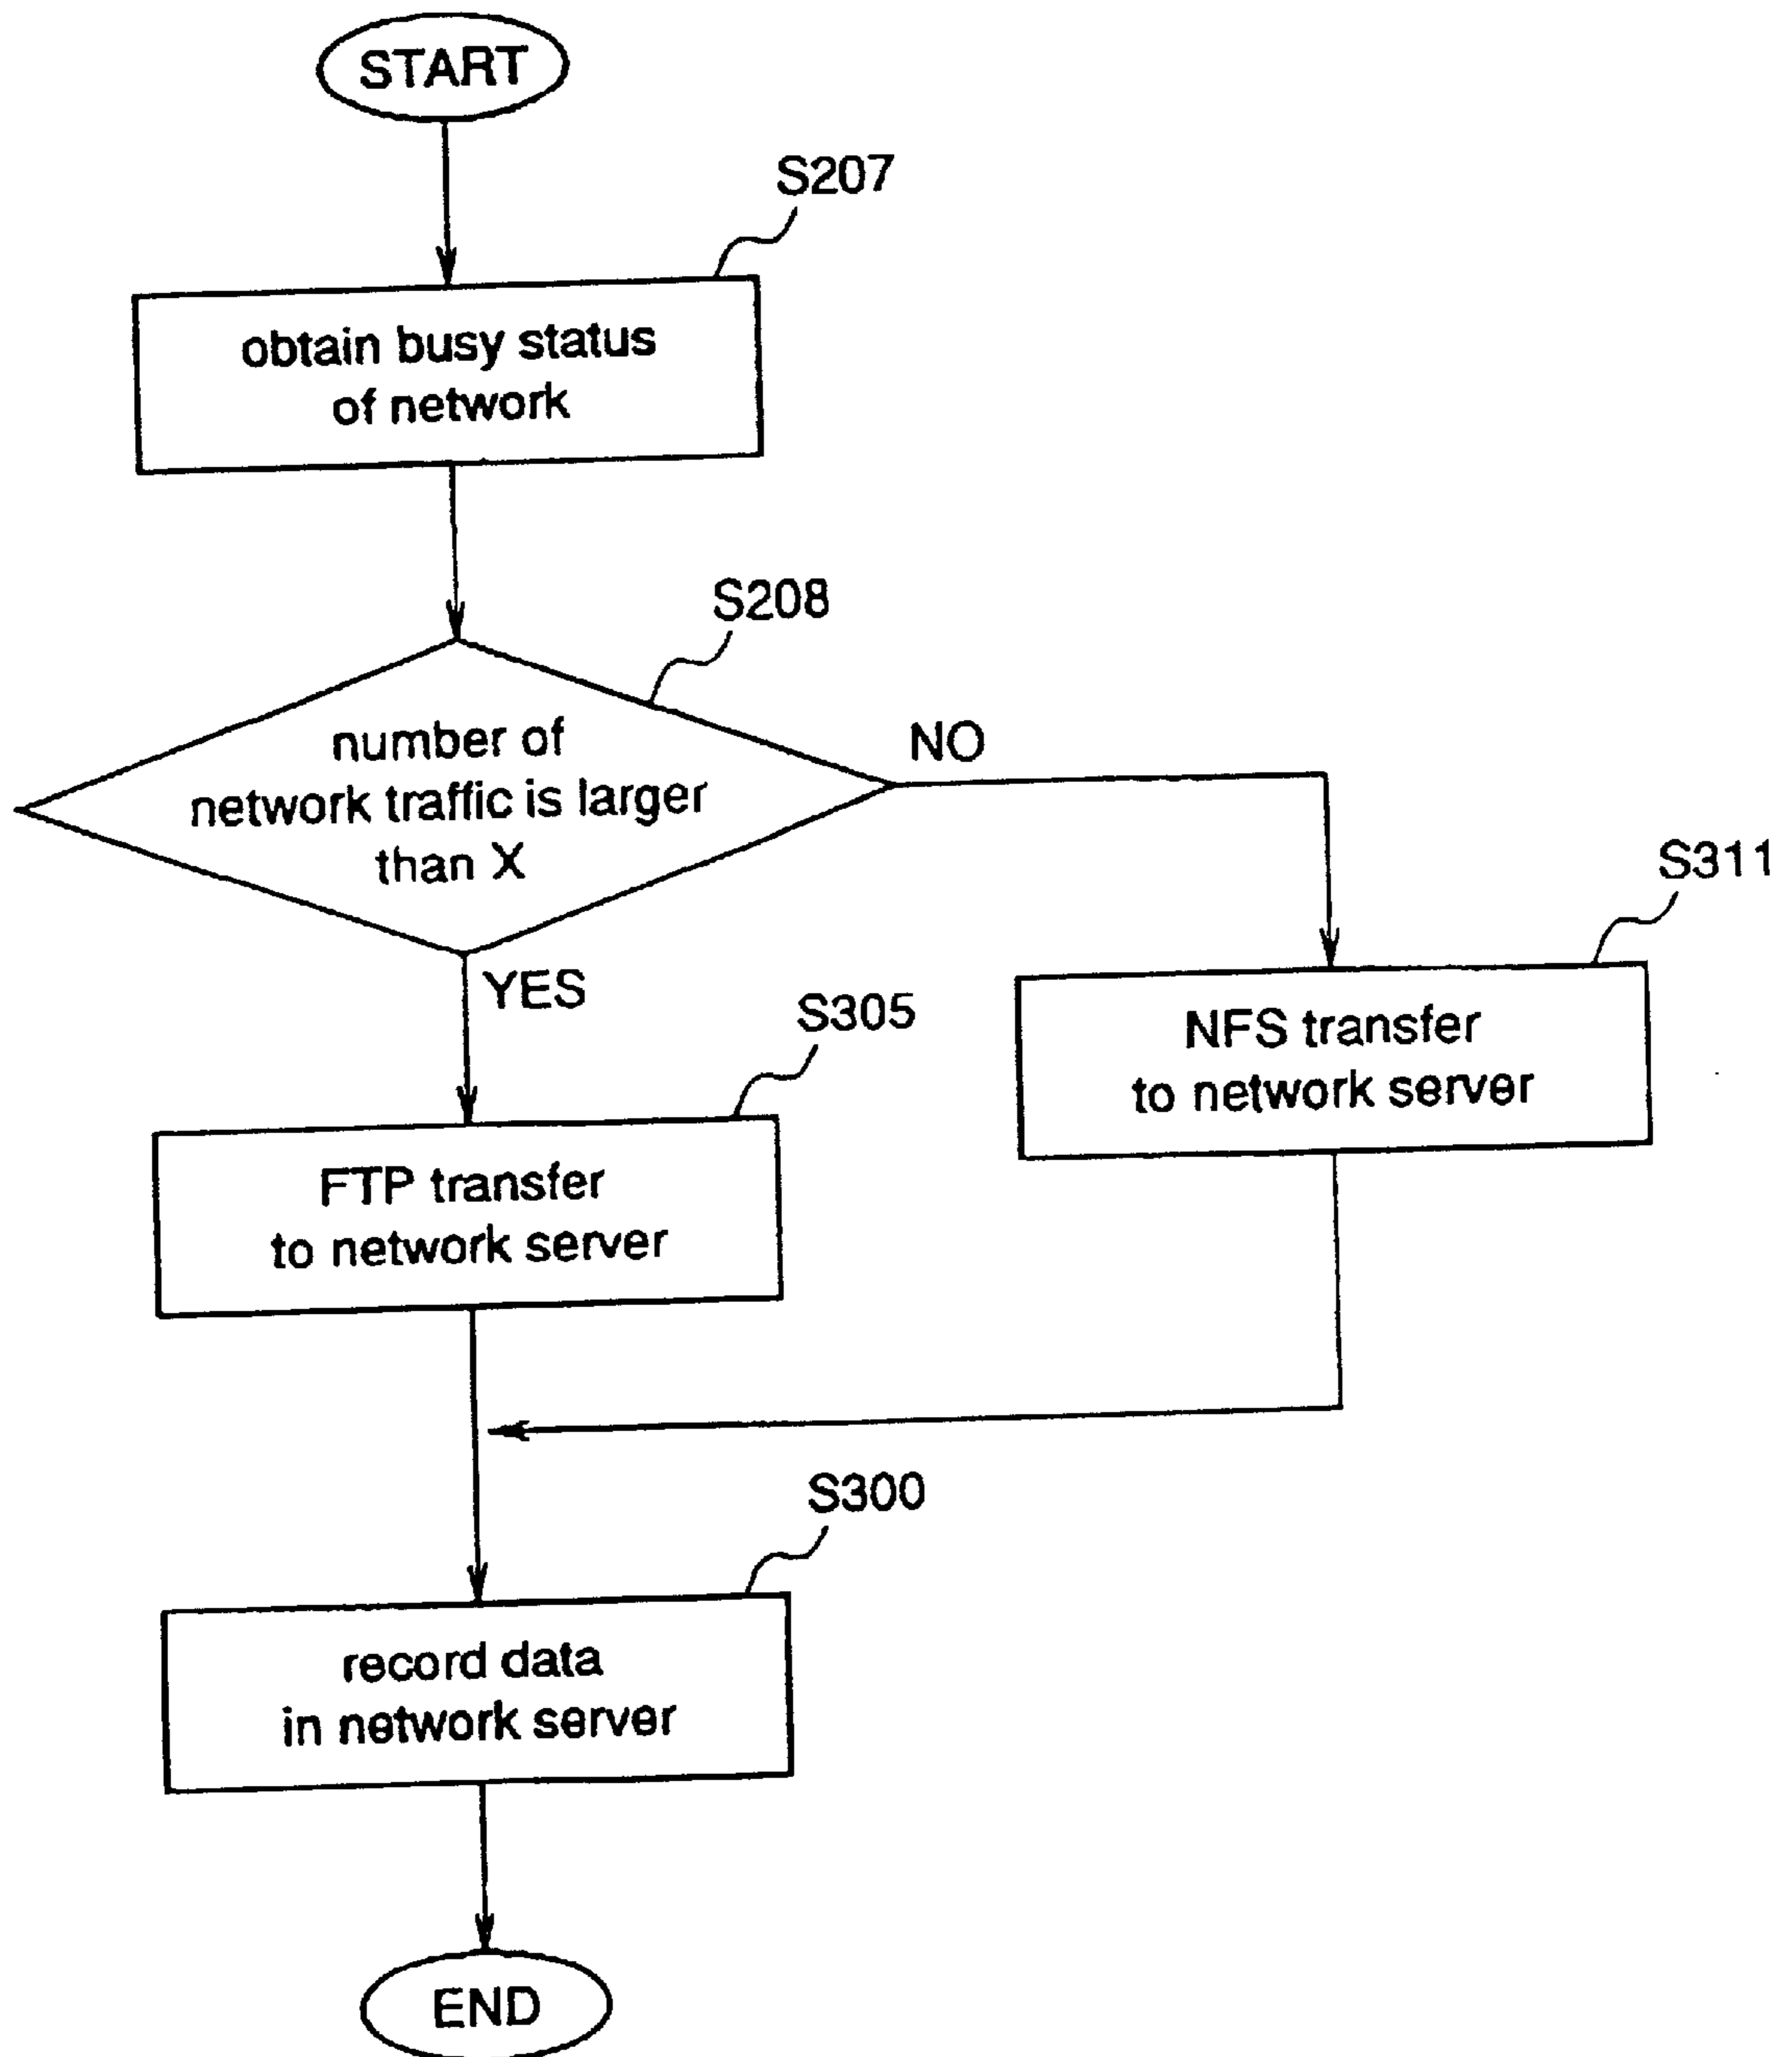 START
S207
obtain busy status
of network
S208
number of
network traffic is larger
than X
NO
YES
S311
NFS transfer
to network server
S305
FTP transfer
to network server
S300
record data
in network server
END